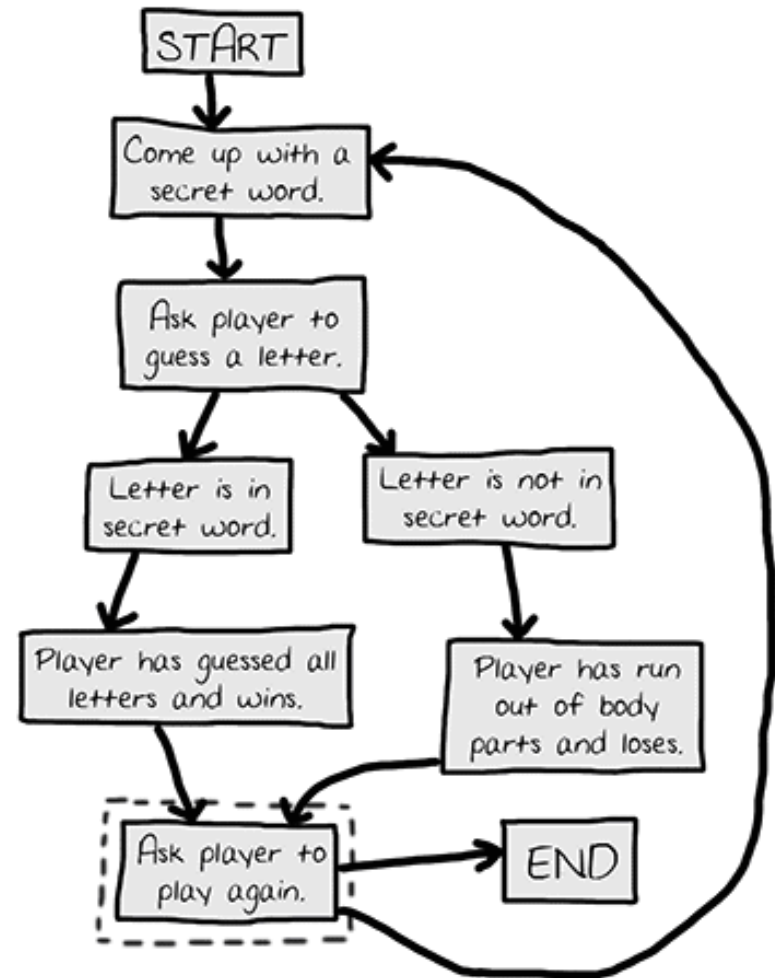 START
Come up with a
secret word.
Ask player to
guess a letter.
Letter is in
secret word.
Letter is not in
secret word.
Player has guessed all
letters and wins.
Player has run
out of body
parts and loses.
Ask player to
play again.
END